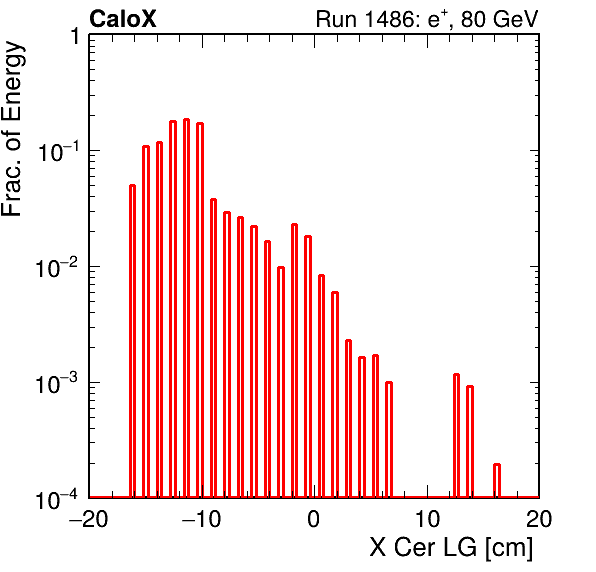 CaloX Run 1486: e⁺, 80 GeV
Frac. of Energy
1
10⁻¹
10⁻²
10⁻³
10⁻⁴
−20 −10 0 10 20
X Cer LG [cm]